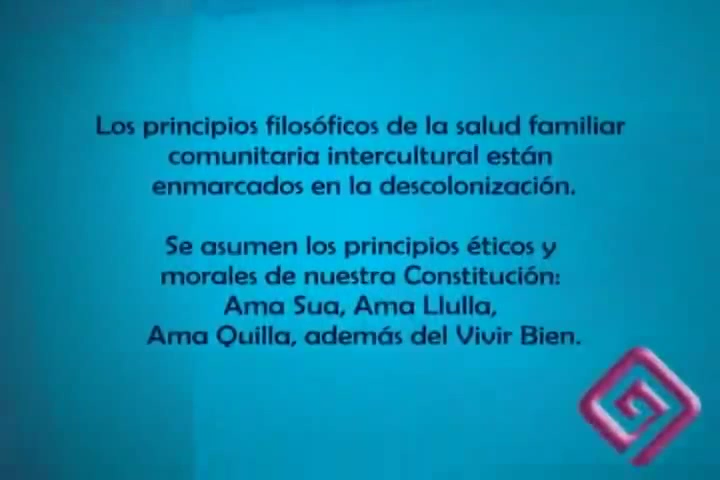 Los principios filosóficos de la salud familiar
comunitaria intercultural están
enmarcados en la descolonización.
Se asumen los principios éticos y
morales de nuestra Constitución:
Ama Sua, Ama Llulla,
Ama Quilla, además del Vivir Bien.